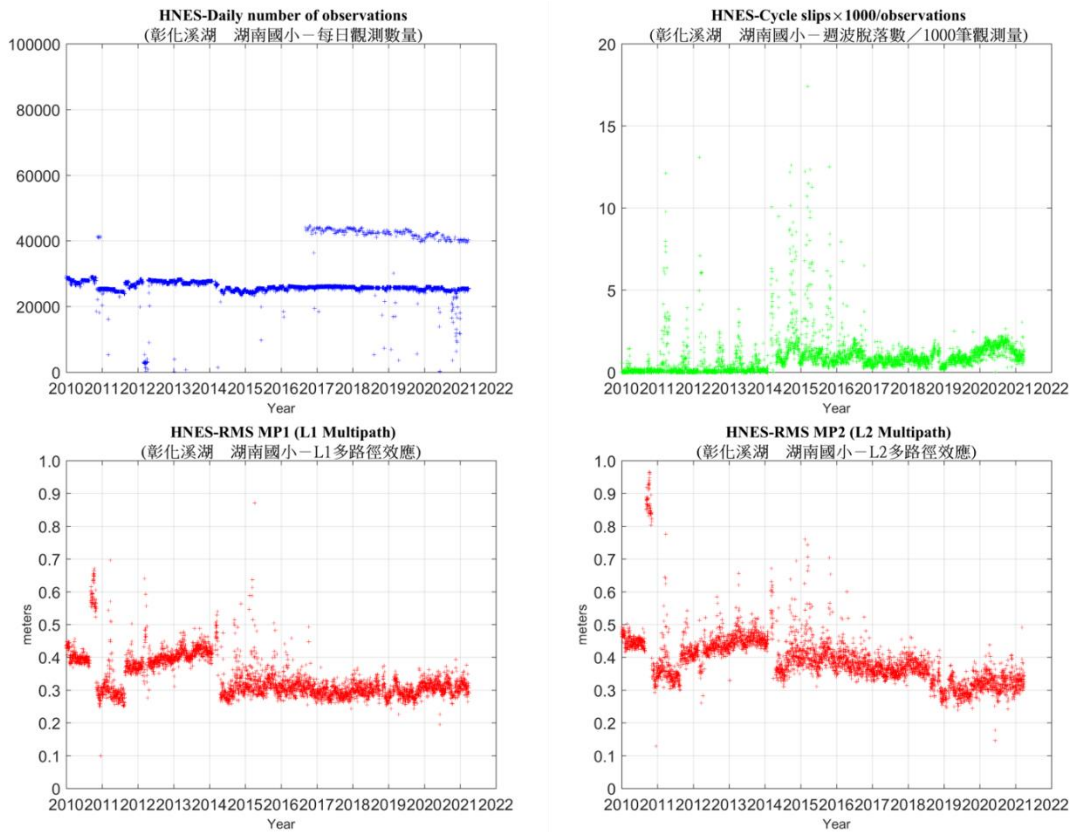 HNES-Daily number of observations
(彰化溪湖　湖南國小－每日觀測數量)
100000
80000
60000
40000
20000
0
2010 2011 2012 2013 2014 2015 2016 2017 2018 2019 2020 2021 2022
Year
HNES-Cycle slips×1000/observations
(彰化溪湖　湖南國小－週波脫落數／1000筆觀測量)
20
15
10
5
0
2010 2011 2012 2013 2014 2015 2016 2017 2018 2019 2020 2021 2022
Year
HNES-RMS MP1 (L1 Multipath)
(彰化溪湖　湖南國小－L1多路徑效應)
meters
1.0
0.9
0.8
0.7
0.6
0.5
0.4
0.3
0.2
0.1
0
2010 2011 2012 2013 2014 2015 2016 2017 2018 2019 2020 2021 2022
Year
HNES-RMS MP2 (L2 Multipath)
(彰化溪湖　湖南國小－L2多路徑效應)
meters
1.0
0.9
0.8
0.7
0.6
0.5
0.4
0.3
0.2
0.1
0
2010 2011 2012 2013 2014 2015 2016 2017 2018 2019 2020 2021 2022
Year